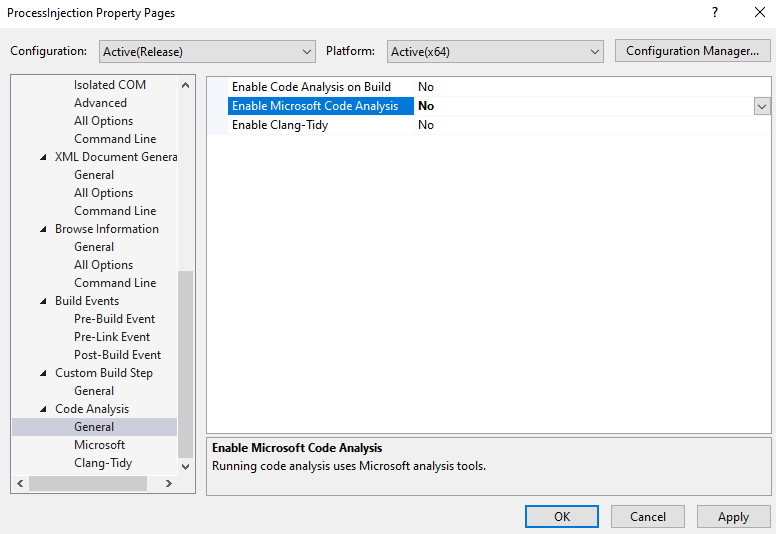 ProcessInjection Property Pages
?
Configuration: Active(Release) Platform: Active(x64) Configuration Manager...
Isolated COM
Advanced
All Options
Command Line
XML Document Genera
General
All Options
Command Line
Browse Information
General
All Options
Command Line
Build Events
Pre-Build Event
Pre-Link Event
Post-Build Event
Custom Build Step
General
Code Analysis
General
Microsoft
Clang-Tidy
Enable Code Analysis on Build No
Enable Microsoft Code Analysis No
Enable Clang-Tidy No
Enable Microsoft Code Analysis
Running code analysis uses Microsoft analysis tools.
OK Cancel Apply